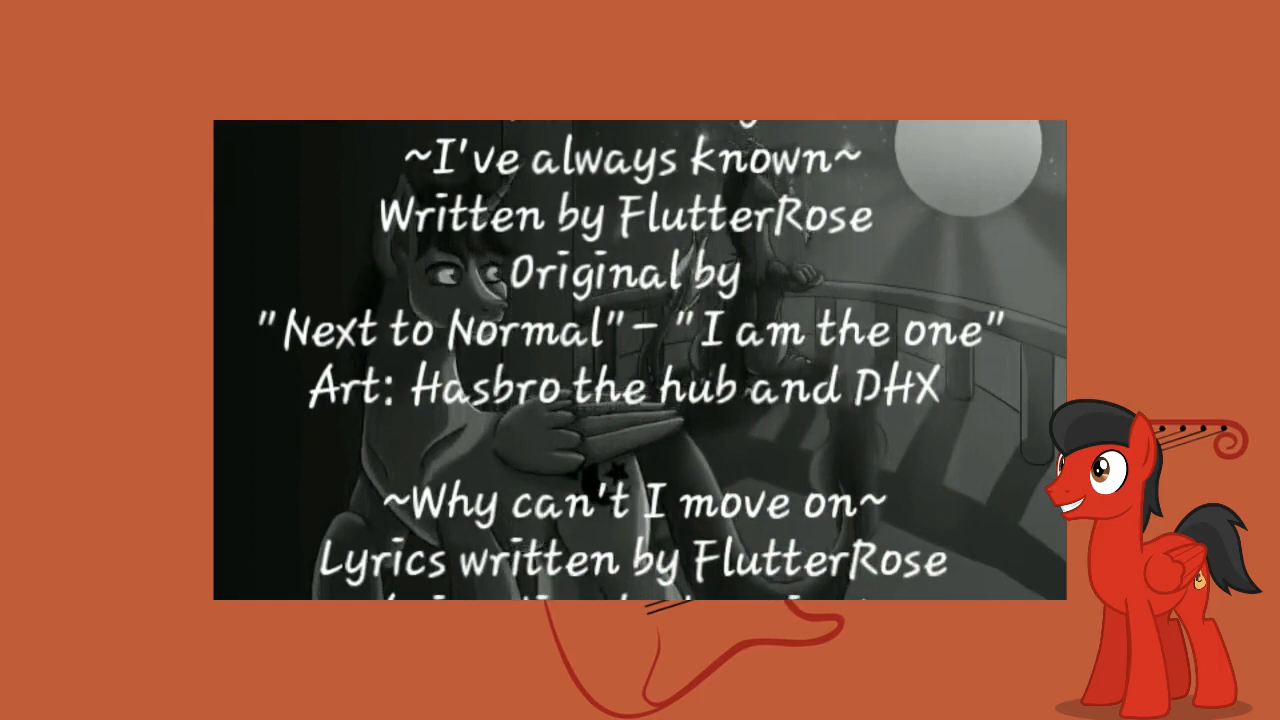 ~I've always known~
Written by FlutterRose
Original by
"Next to Normal" - "I am the one"
Art: Hasbro the hub and DHX
~Why can't I move on~
Lyrics written by FlutterRose